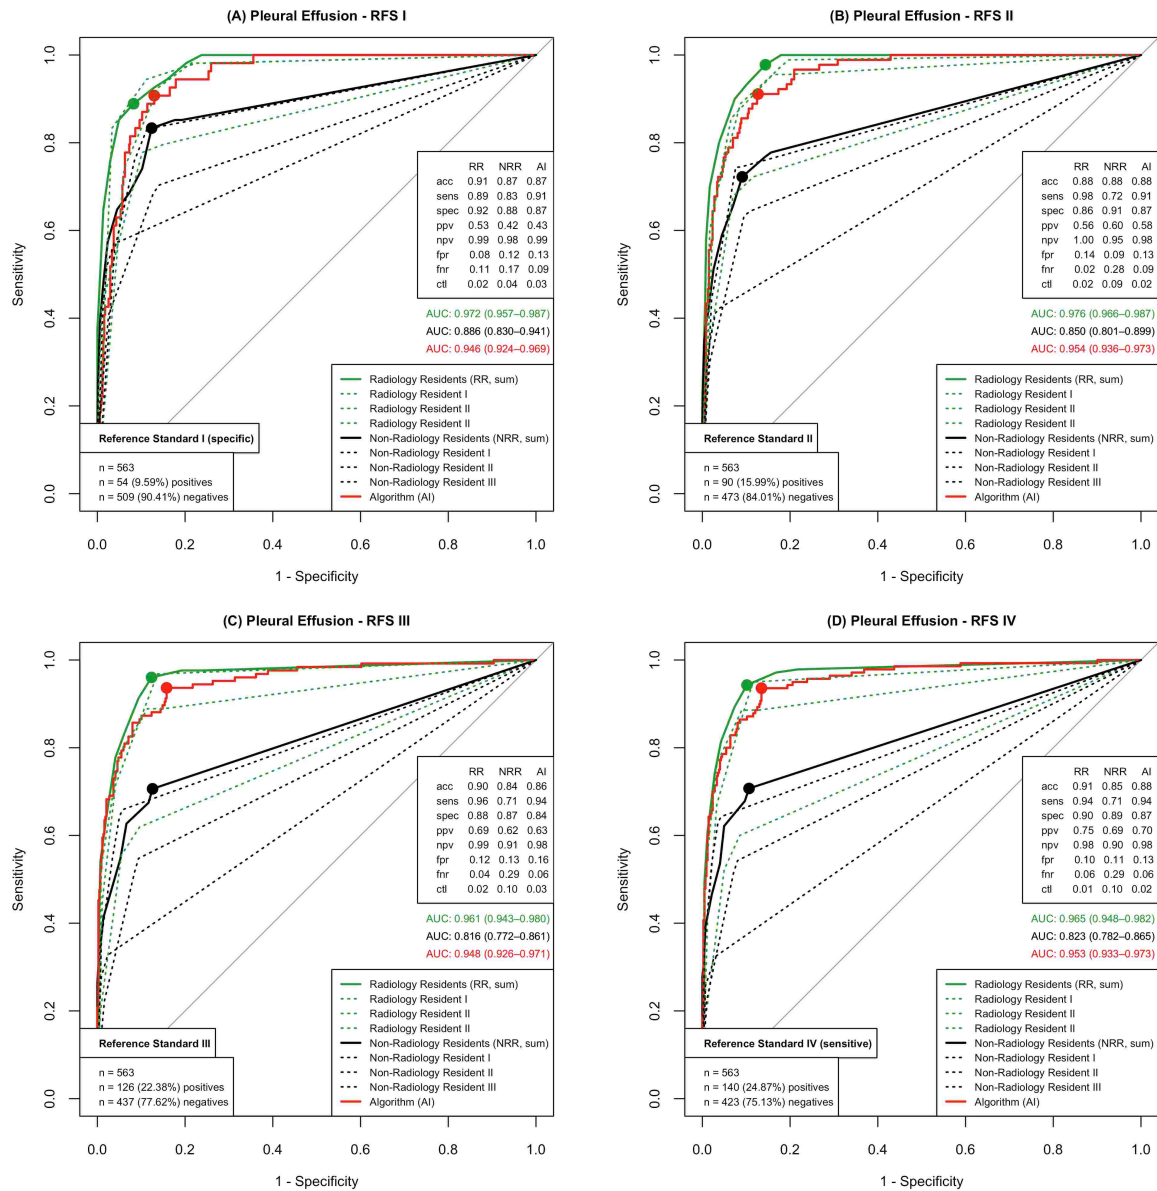 (A) Pleural Effusion - RFS I
Sensitivity
1.0
0.8
0.6
0.4
0.2
0.0
RR NRR AI
acc 0.91 0.87 0.87
sens 0.89 0.83 0.91
spec 0.92 0.88 0.87
ppv 0.53 0.42 0.43
npv 0.99 0.98 0.99
fpr 0.08 0.12 0.13
fnr 0.11 0.17 0.09
ctl 0.02 0.04 0.03
AUC: 0.972 (0.957–0.987)
AUC: 0.886 (0.830–0.941)
AUC: 0.946 (0.924–0.969)
Radiology Residents (RR, sum)
Radiology Resident I
Radiology Resident II
Radiology Resident II
Non-Radiology Residents (NRR, sum)
Non-Radiology Resident I
Non-Radiology Resident II
Non-Radiology Resident III
Algorithm (AI)
Reference Standard I (specific)
n = 563
n = 54 (9.59%) positives
n = 509 (90.41%) negatives
0.0 0.2 0.4 0.6 0.8 1.0
1 - Specificity
(B) Pleural Effusion - RFS II
Sensitivity
1.0
0.8
0.6
0.4
0.2
0.0
RR NRR AI
acc 0.88 0.88 0.88
sens 0.98 0.72 0.91
spec 0.86 0.91 0.87
ppv 0.56 0.60 0.58
npv 1.00 0.95 0.98
fpr 0.14 0.09 0.13
fnr 0.02 0.28 0.09
ctl 0.02 0.09 0.02
AUC: 0.976 (0.966–0.987)
AUC: 0.850 (0.801–0.899)
AUC: 0.954 (0.936–0.973)
Radiology Residents (RR, sum)
Radiology Resident I
Radiology Resident II
Radiology Resident II
Non-Radiology Residents (NRR, sum)
Non-Radiology Resident I
Non-Radiology Resident II
Non-Radiology Resident III
Algorithm (AI)
Reference Standard II
n = 563
n = 90 (15.99%) positives
n = 473 (84.01%) negatives
0.0 0.2 0.4 0.6 0.8 1.0
1 - Specificity
(C) Pleural Effusion - RFS III
Sensitivity
1.0
0.8
0.6
0.4
0.2
0.0
RR NRR AI
acc 0.90 0.84 0.86
sens 0.96 0.71 0.94
spec 0.88 0.87 0.84
ppv 0.69 0.62 0.63
npv 0.99 0.91 0.98
fpr 0.12 0.13 0.16
fnr 0.04 0.29 0.06
ctl 0.02 0.10 0.03
AUC: 0.961 (0.943–0.980)
AUC: 0.816 (0.772–0.861)
AUC: 0.948 (0.926–0.971)
Radiology Residents (RR, sum)
Radiology Resident I
Radiology Resident II
Radiology Resident II
Non-Radiology Residents (NRR, sum)
Non-Radiology Resident I
Non-Radiology Resident II
Non-Radiology Resident III
Algorithm (AI)
Reference Standard III
n = 563
n = 126 (22.38%) positives
n = 437 (77.62%) negatives
0.0 0.2 0.4 0.6 0.8 1.0
1 - Specificity
(D) Pleural Effusion - RFS IV
Sensitivity
1.0
0.8
0.6
0.4
0.2
0.0
RR NRR AI
acc 0.91 0.85 0.88
sens 0.94 0.71 0.94
spec 0.90 0.89 0.87
ppv 0.75 0.69 0.70
npv 0.98 0.90 0.98
fpr 0.10 0.11 0.13
fnr 0.06 0.29 0.06
ctl 0.01 0.10 0.02
AUC: 0.965 (0.948–0.982)
AUC: 0.823 (0.782–0.865)
AUC: 0.953 (0.933–0.973)
Radiology Residents (RR, sum)
Radiology Resident I
Radiology Resident II
Radiology Resident II
Non-Radiology Residents (NRR, sum)
Non-Radiology Resident I
Non-Radiology Resident II
Non-Radiology Resident III
Algorithm (AI)
Reference Standard IV (sensitive)
n = 563
n = 140 (24.87%) positives
n = 423 (75.13%) negatives
0.0 0.2 0.4 0.6 0.8 1.0
1 - Specificity